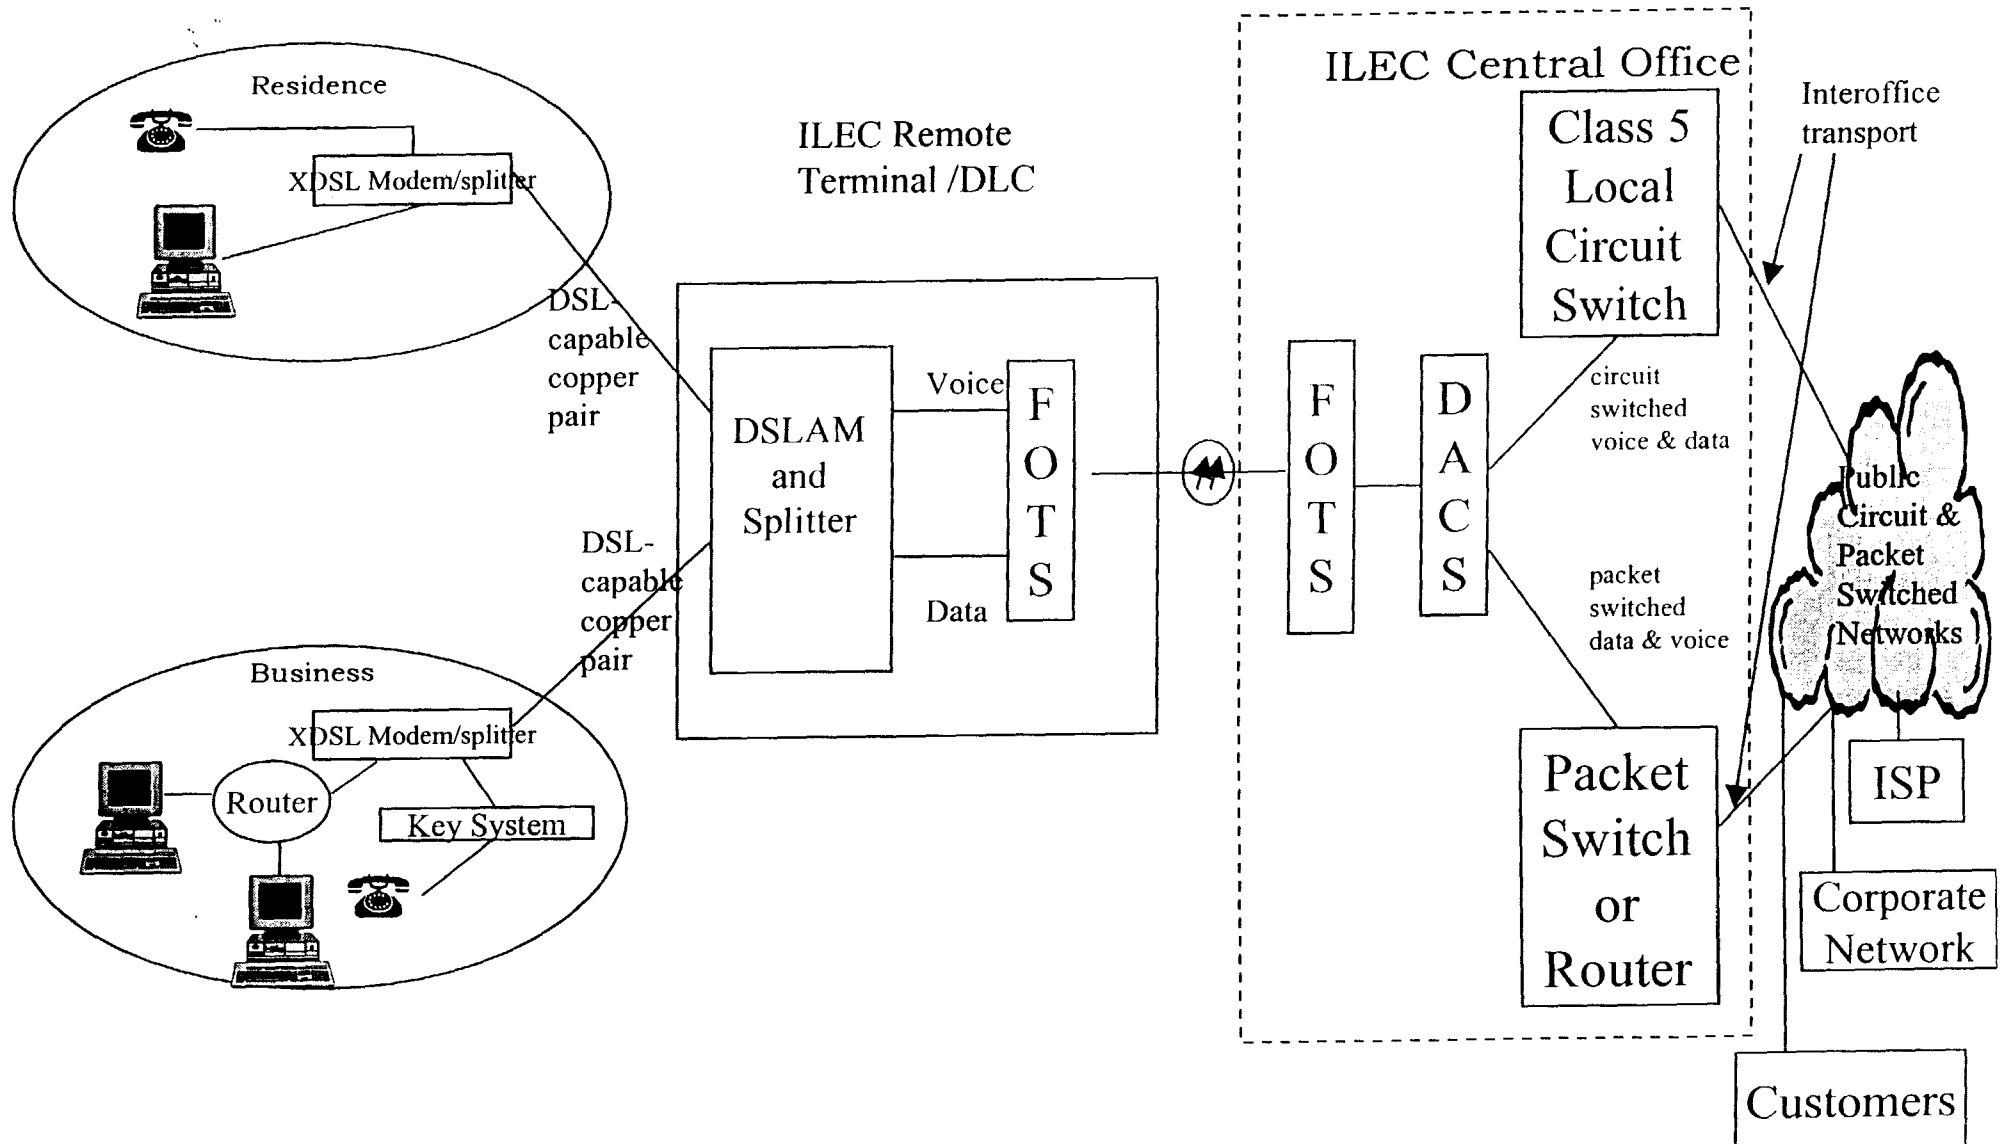 Residence
XDSL Modem/splitter
DSL-
capable
copper
pair
ILEC Remote
Terminal /DLC
DSLAM
and
Splitter
Voice
Data
F
O
T
S
DSL-
capable
copper
pair
Business
XDSL Modem/splitter
Router
Key System
ILEC Central Office
F
O
T
S
D
A
C
S
Class 5
Local
Circuit
Switch
circuit
switched
voice & data
packet
switched
data & voice
Packet
Switch
or
Router
Interoffice
transport
Public
Circuit &
Packet
Switched
Networks
ISP
Corporate
Network
Customers